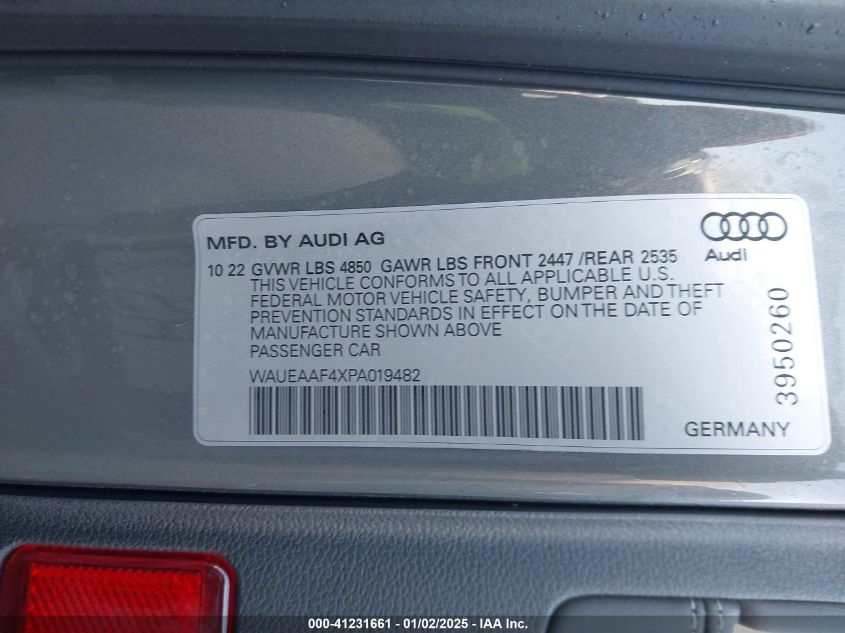 MFD. BY AUDI AG
Audi
10 22 GVWR LBS 4850 GAWR LBS FRONT 2447 /REAR 2535
THIS VEHICLE CONFORMS TO ALL APPLICABLE U.S.
FEDERAL MOTOR VEHICLE SAFETY, BUMPER AND THEFT
PREVENTION STANDARDS IN EFFECT ON THE DATE OF
MANUFACTURE SHOWN ABOVE
PASSENGER CAR
WAUEAAF4XPA019482
3950260
GERMANY
000-41231661 - 01/02/2025 - IAA Inc.